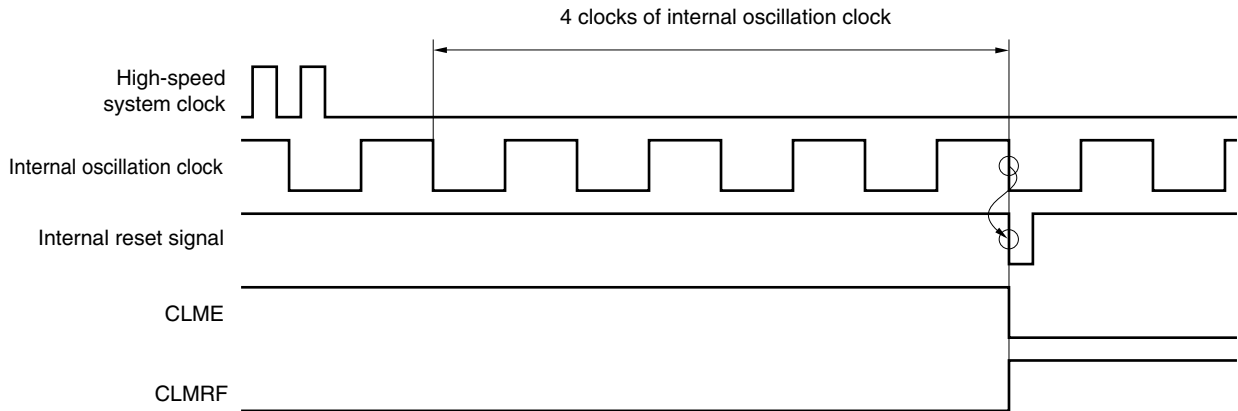 4 clocks of internal oscillation clock
High-speed
system clock
Internal oscillation clock
Internal reset signal
CLME
CLMRF